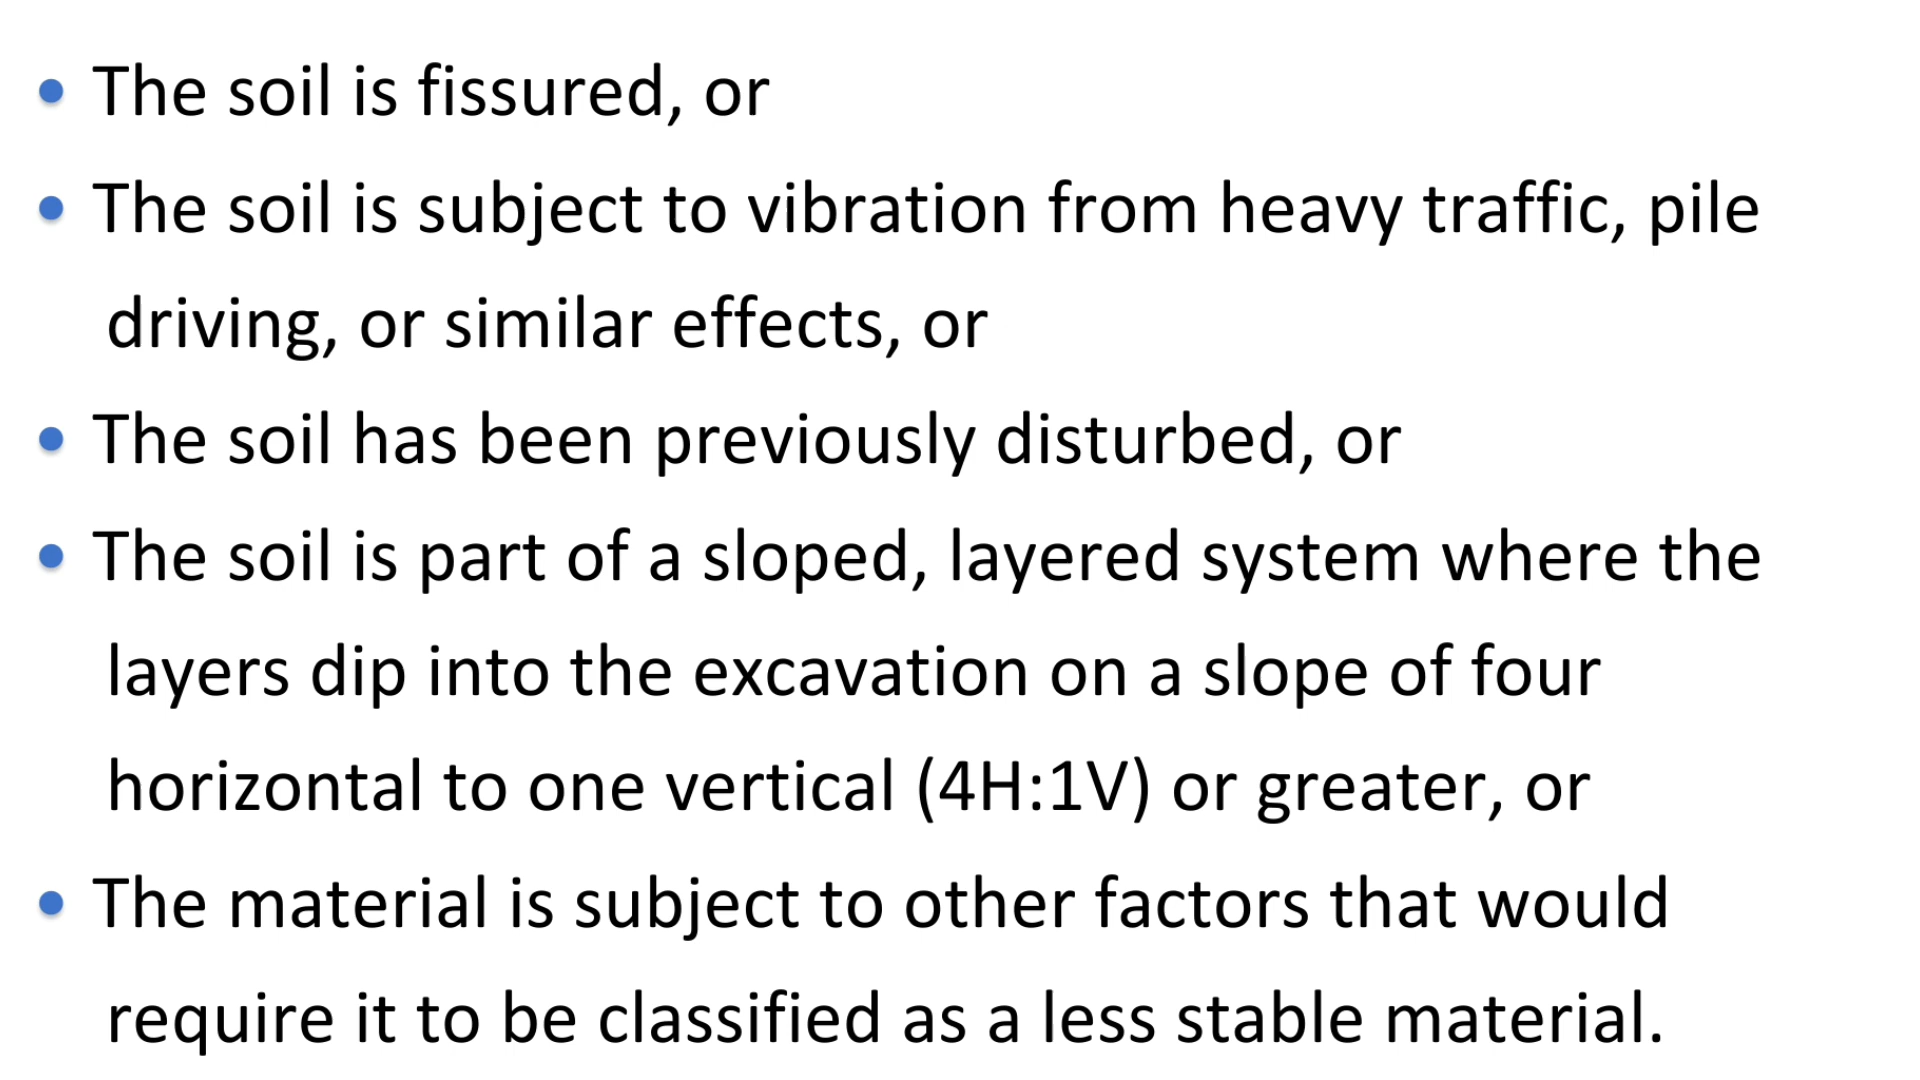 • The soil is fissured, or
• The soil is subject to vibration from heavy traffic, pile
driving, or similar effects, or
• The soil has been previously disturbed, or
• The soil is part of a sloped, layered system where the
layers dip into the excavation on a slope of four
horizontal to one vertical (4H:1V) or greater, or
• The material is subject to other factors that would
require it to be classified as a less stable material.